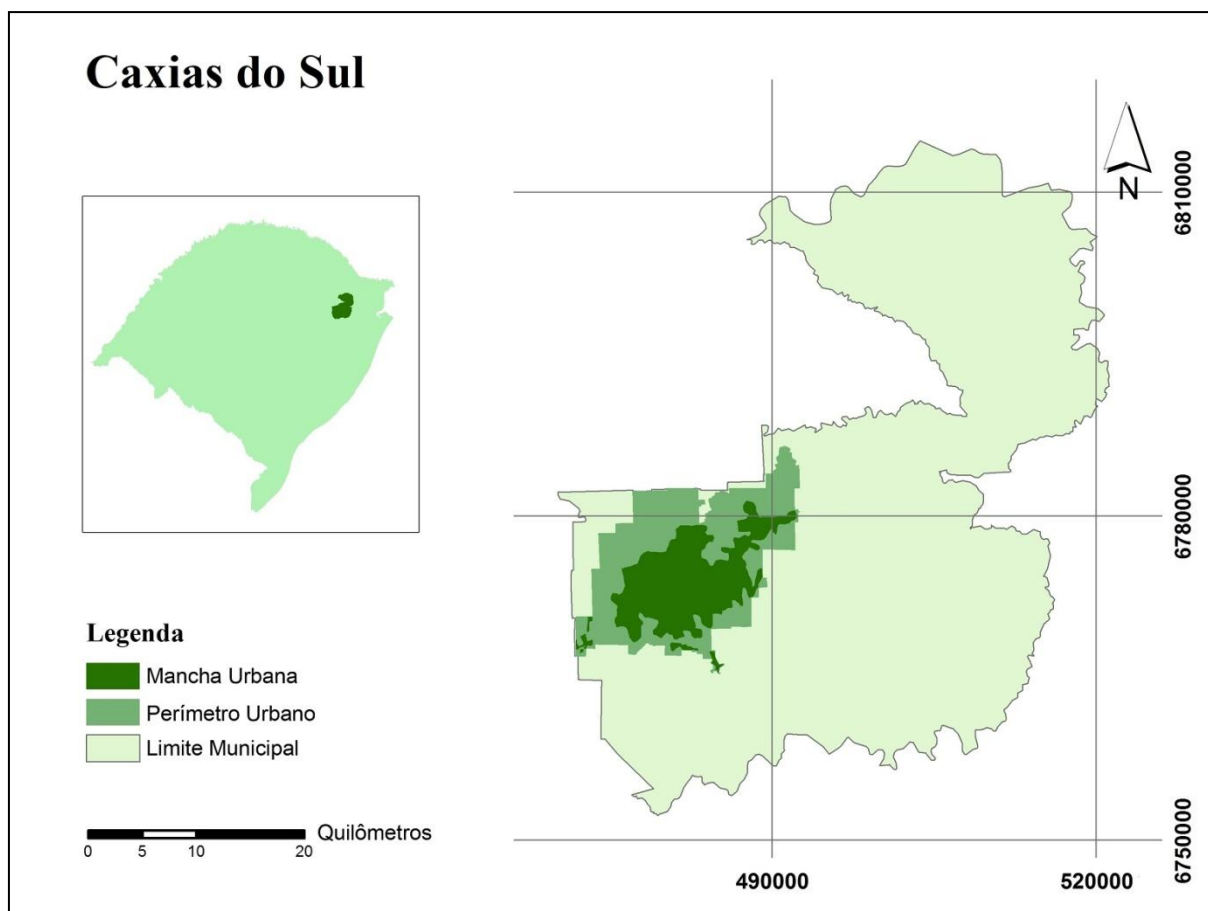 Caxias do Sul
N
6810000
6780000
6750000
490000
520000
Legenda
Mancha Urbana
Perímetro Urbano
Limite Municipal
Quilômetros
0 5 10 20